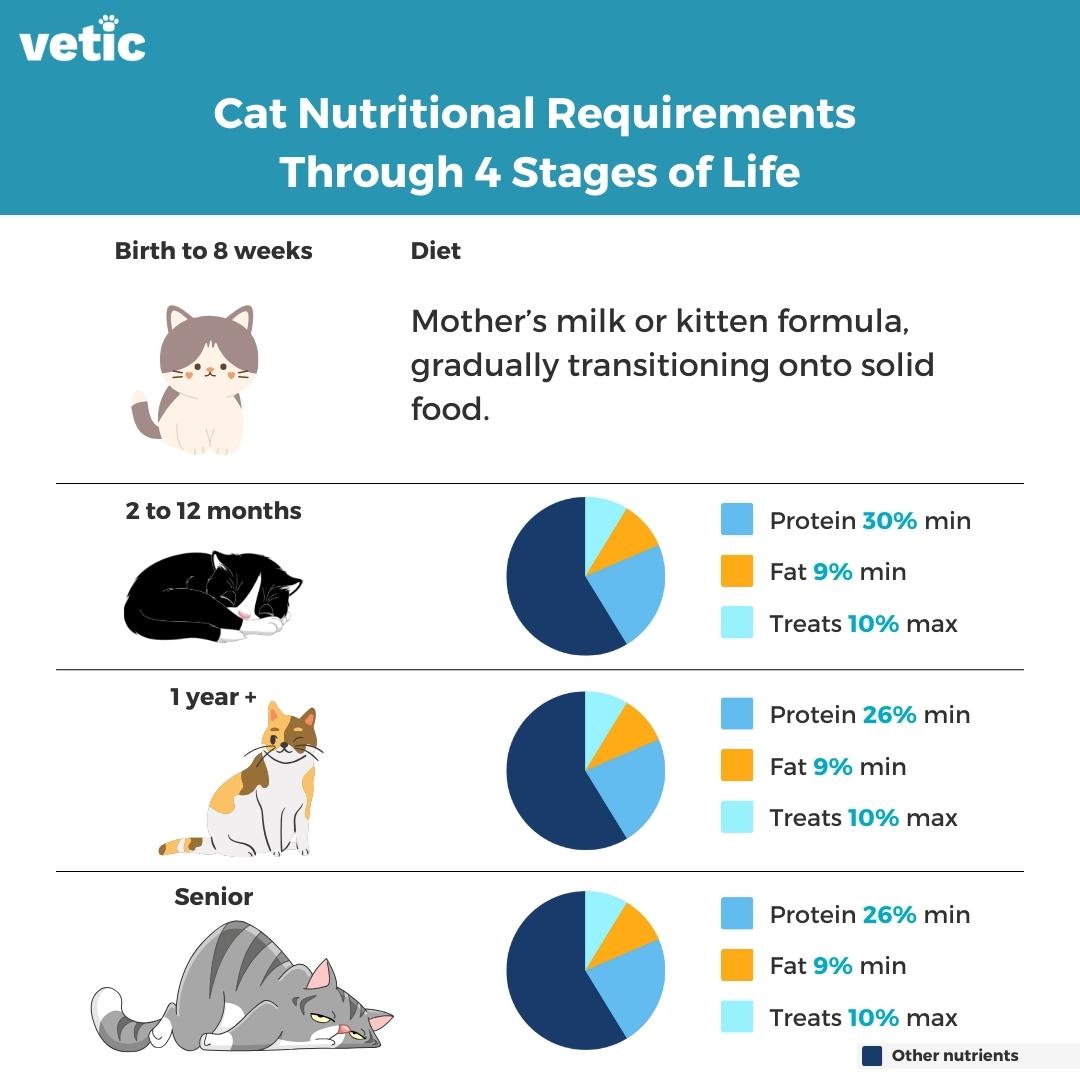 vetic
Cat Nutritional Requirements
Through 4 Stages of Life
Birth to 8 weeks
Diet
Mother’s milk or kitten formula,
gradually transitioning onto solid
food.
2 to 12 months
Protein 30% min
Fat 9% min
Treats 10% max
1 year +
Protein 26% min
Fat 9% min
Treats 10% max
Senior
Protein 26% min
Fat 9% min
Treats 10% max
Other nutrients